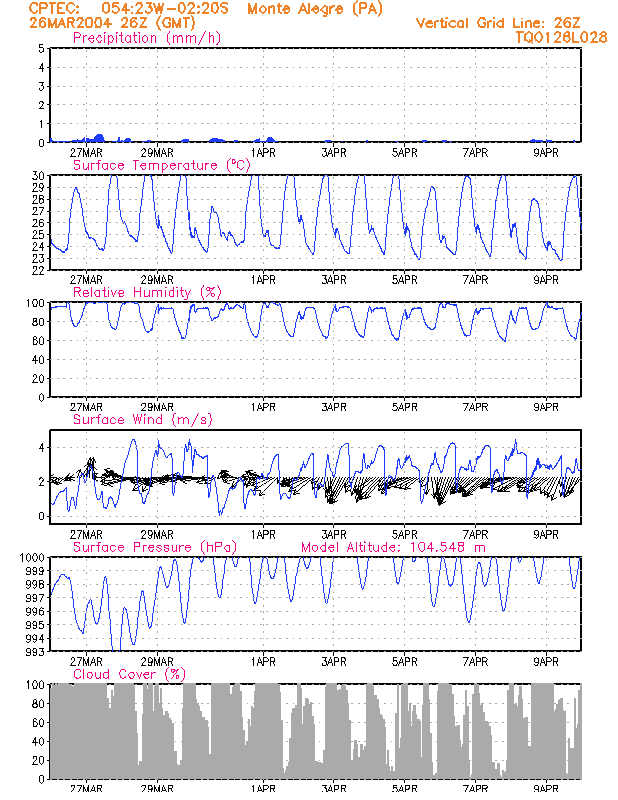 CPTEC: 054:23W-02:20S Monte Alegre (PA)
26MAR2004 26Z (GMT) Vertical Grid Line: 26Z
Precipitation (mm/h) TQ0126L028
5
4
3
2
1
0
27MAR 29MAR 1APR 3APR 5APR 7APR 9APR
Surface Temperature (ºC)
30
29
28
27
26
25
24
23
22
27MAR 29MAR 1APR 3APR 5APR 7APR 9APR
Relative Humidity (%)
100
80
60
40
20
0
27MAR 29MAR 1APR 3APR 5APR 7APR 9APR
Surface Wind (m/s)
4
2
0
27MAR 29MAR 1APR 3APR 5APR 7APR 9APR
Surface Pressure (hPa) Model Altitude: 104.548 m
1000
999
998
997
996
995
994
993
27MAR 29MAR 1APR 3APR 5APR 7APR 9APR
Cloud Cover (%)
100
80
60
40
20
0
27MAR 29MAR 1APR 3APR 5APR 7APR 9APR